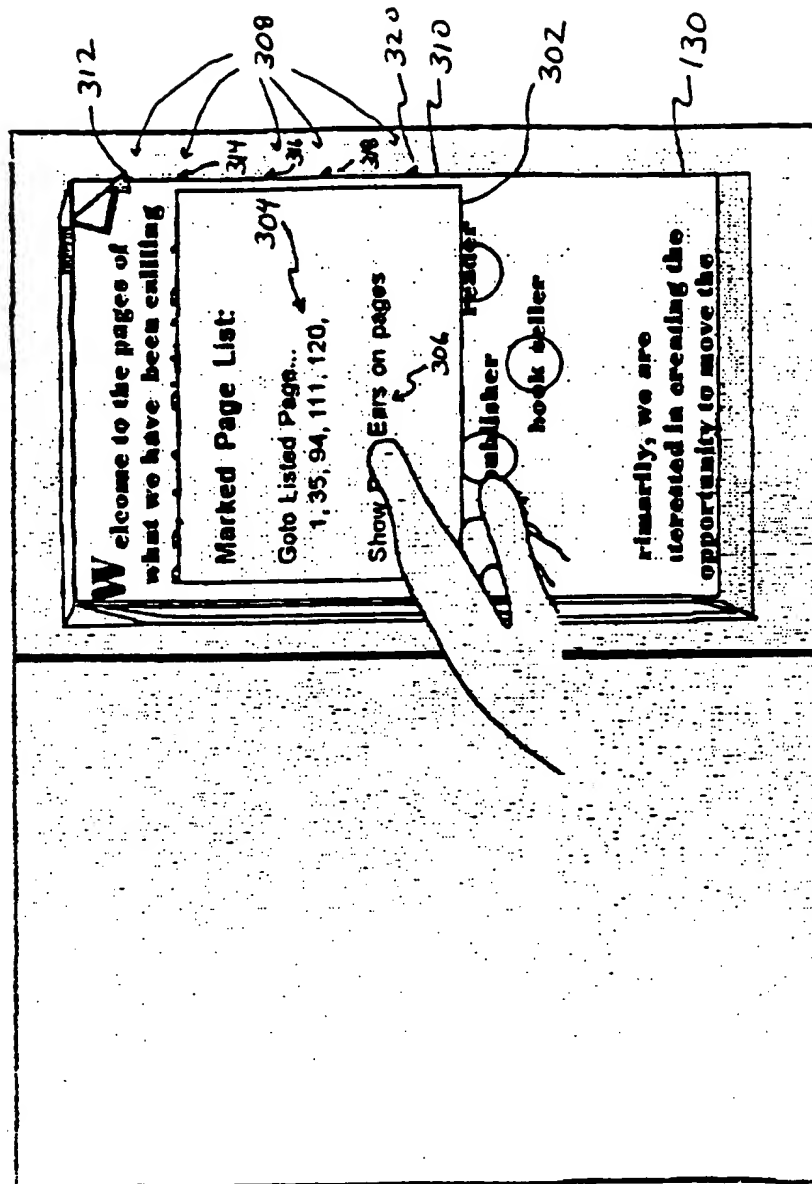 312
308
314
316
318
320
310
302
130
Welcome to the pages of
what we have been calling
Marked Page List:
304
Goto Listed Page...
1, 35, 94, 111, 120,
Show Ears on pages
306
reader
ublisher
book seller
rimarily, we are
iterested in creating the
opportunity to move the